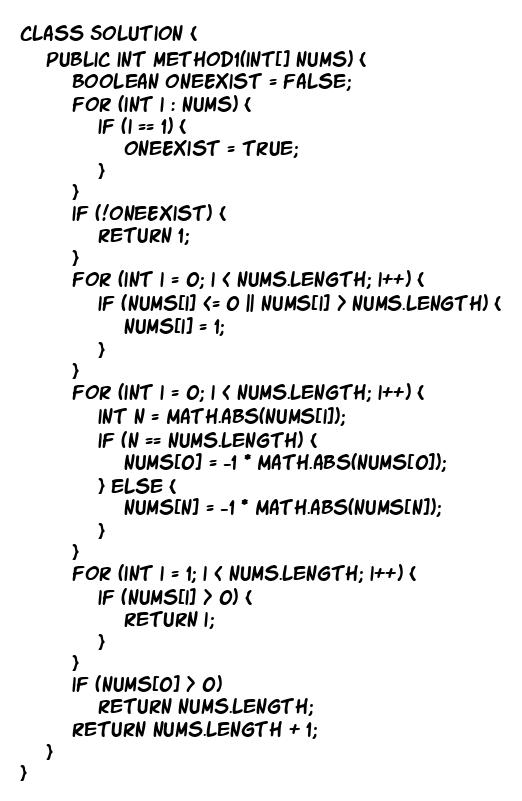 CLASS SOLUTION {
PUBLIC INT METHOD1(INT[] NUMS) {
BOOLEAN ONEEXIST = FALSE;
FOR (INT I : NUMS) {
IF (I == 1) {
ONEEXIST = TRUE;
}
}
IF (!ONEEXIST) {
RETURN 1;
}
FOR (INT I = 0; I < NUMS.LENGTH; I++) {
IF (NUMS[I] <= 0 || NUMS[I] > NUMS.LENGTH) {
NUMS[I] = 1;
}
}
FOR (INT I = 0; I < NUMS.LENGTH; I++) {
INT N = MATH.ABS(NUMS[I]);
IF (N == NUMS.LENGTH) {
NUMS[0] = -1 * MATH.ABS(NUMS[0]);
} ELSE {
NUMS[N] = -1 * MATH.ABS(NUMS[N]);
}
}
FOR (INT I = 1; I < NUMS.LENGTH; I++) {
IF (NUMS[I] > 0) {
RETURN I;
}
}
IF (NUMS[0] > 0)
RETURN NUMS.LENGTH;
RETURN NUMS.LENGTH + 1;
}
}